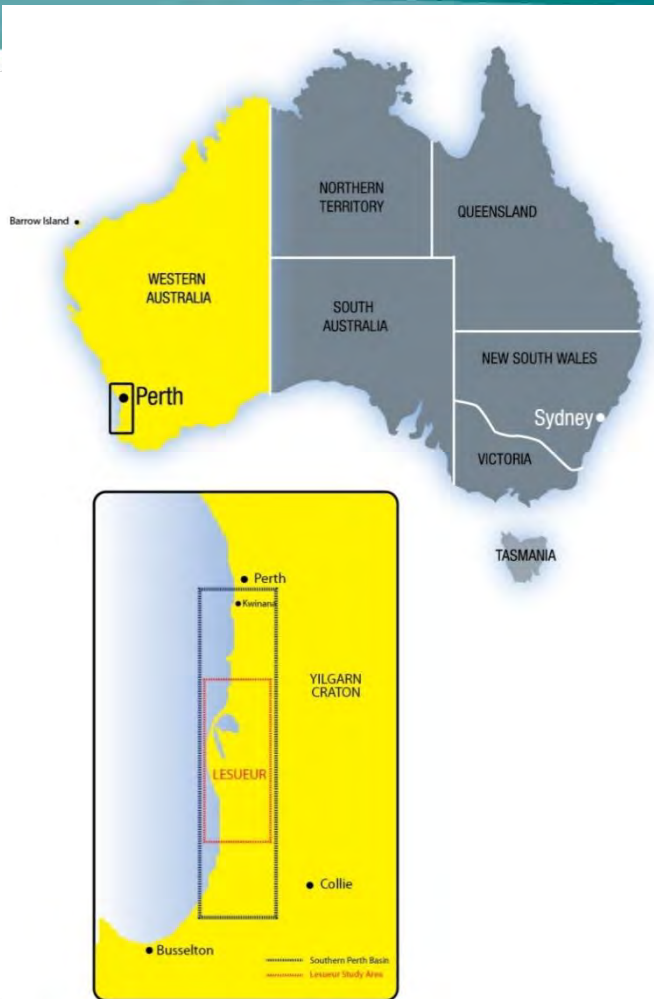 NORTHERN
TERRITORY
QUEENSLAND
Barrow Island
WESTERN
AUSTRALIA
SOUTH
AUSTRALIA
NEW SOUTH WALES
Perth
Sydney
VICTORIA
TASMANIA
Perth
Kwinana
YILGARN
CRATON
LESUEUR
Collie
Busselton
Southern Perth Basin
Lesueur Study Area